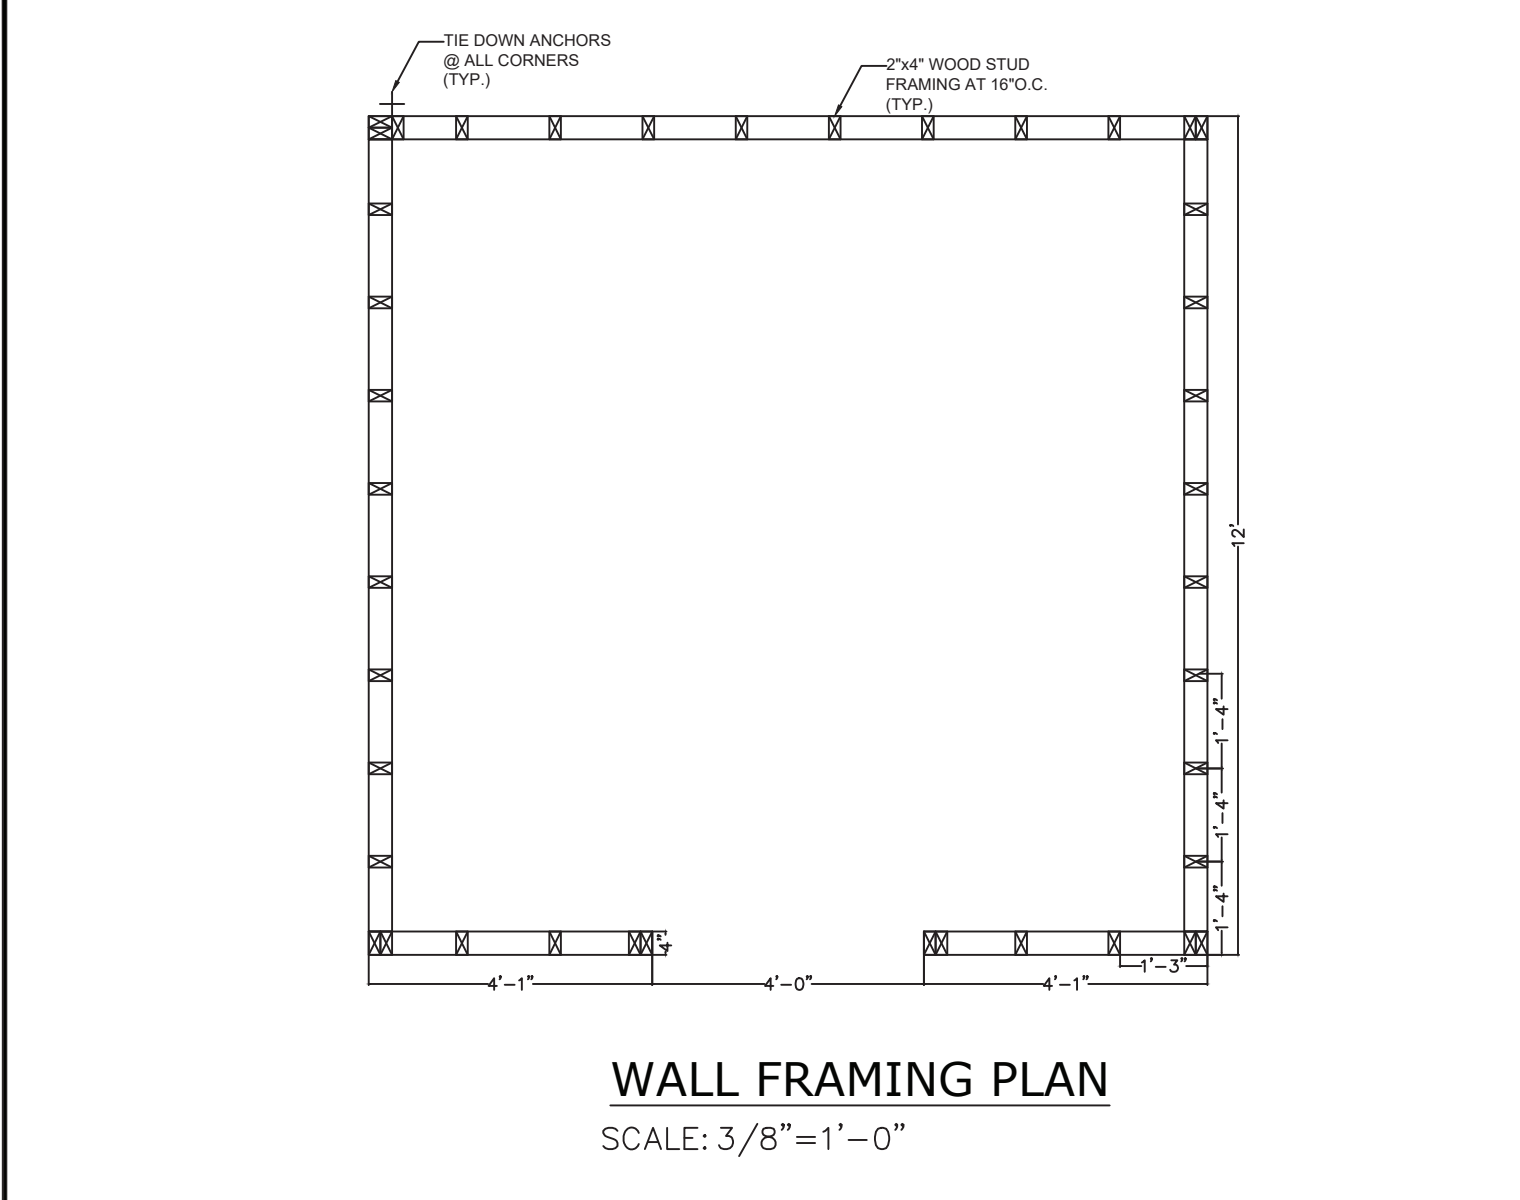 TIE DOWN ANCHORS
@ ALL CORNERS
(TYP.)
2"x4" WOOD STUD
FRAMING AT 16"O.C.
(TYP.)
12'
1'-4"
1'-4"
1'-4"
4"
1'-3"
4'-1"
4'-0"
4'-1"
WALL FRAMING PLAN
SCALE: 3/8"=1'-0"